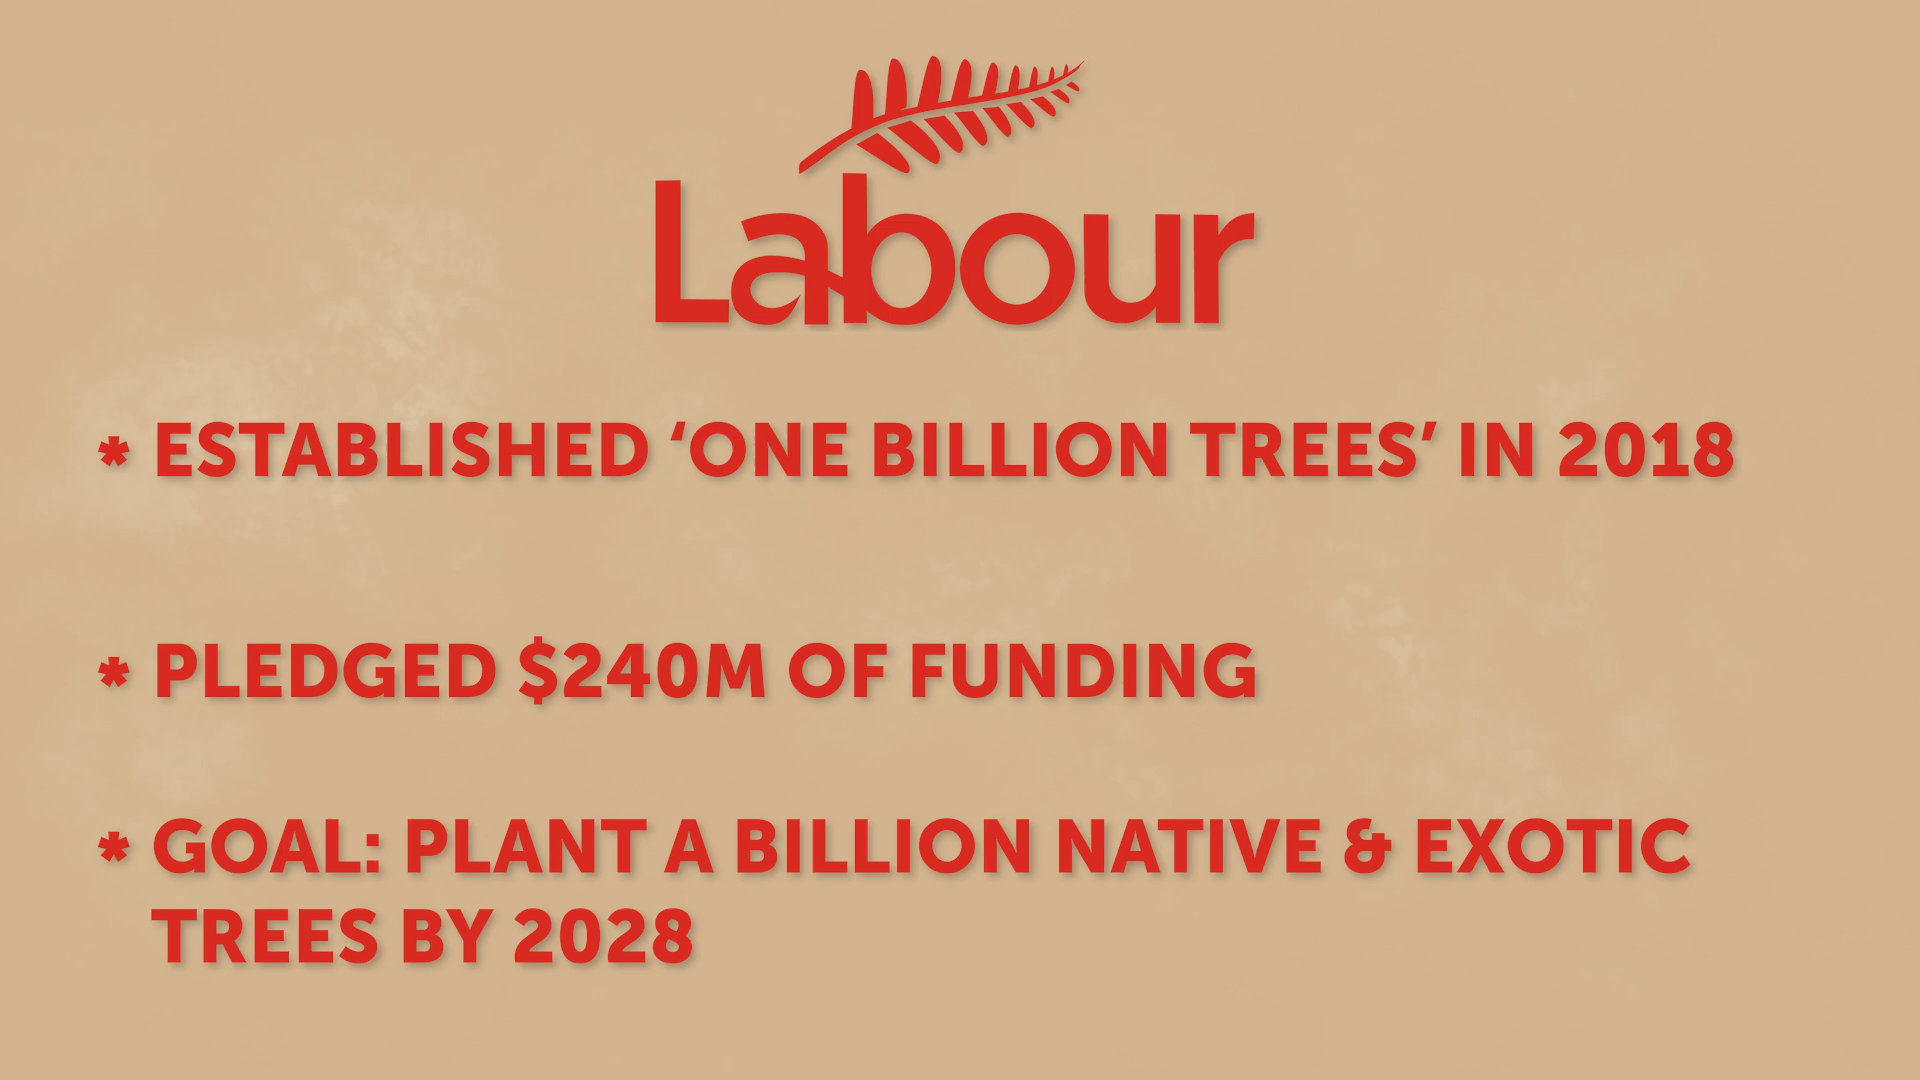 Labour
* ESTABLISHED ‘ONE BILLION TREES’ IN 2018
* PLEDGED $240M OF FUNDING
* GOAL: PLANT A BILLION NATIVE & EXOTIC
TREES BY 2028